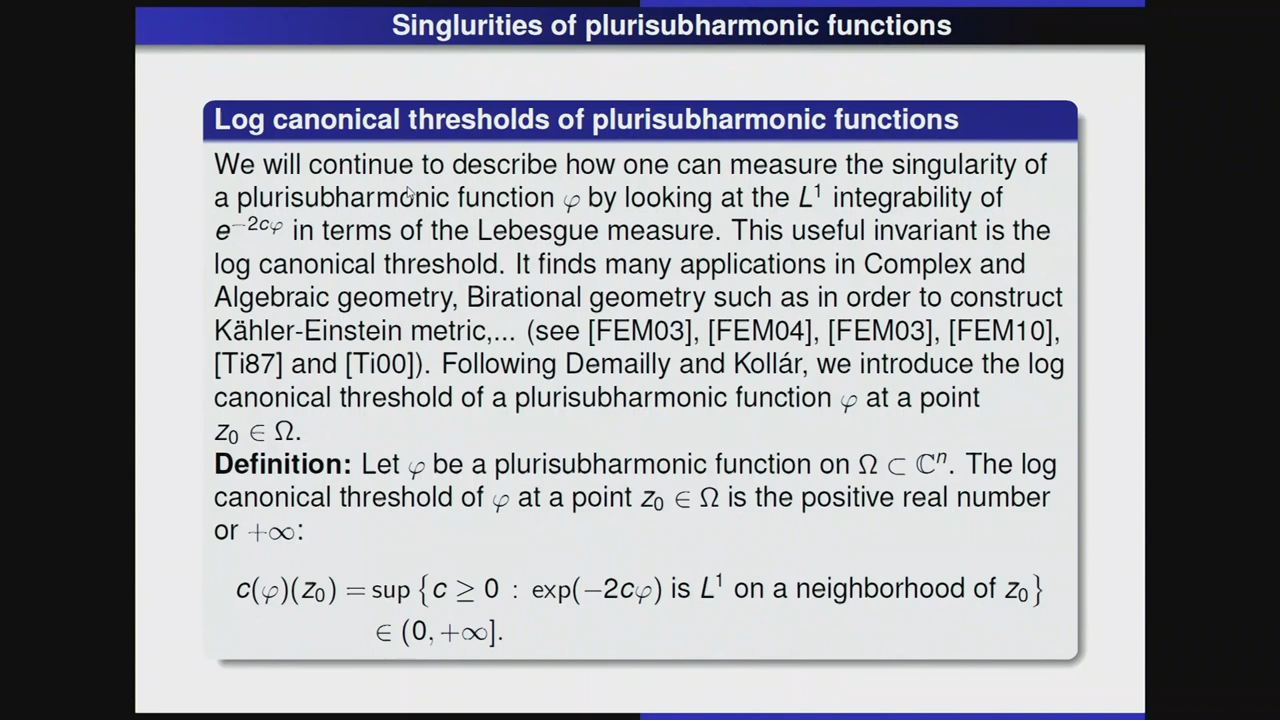 Singlurities of plurisubharmonic functions
Log canonical thresholds of plurisubharmonic functions
We will continue to describe how one can measure the singularity of
a plurisubharmonic function φ by looking at the L¹ integrability of
e⁻²ᶜᵠ in terms of the Lebesgue measure. This useful invariant is the
log canonical threshold. It finds many applications in Complex and
Algebraic geometry, Birational geometry such as in order to construct
Kähler-Einstein metric,... (see [FEM03], [FEM04], [FEM03], [FEM10],
[Ti87] and [Ti00]). Following Demailly and Kollár, we introduce the log
canonical threshold of a plurisubharmonic function φ at a point
z₀ ∈ Ω.
Definition: Let φ be a plurisubharmonic function on Ω ⊂ ℂⁿ. The log
canonical threshold of φ at a point z₀ ∈ Ω is the positive real number
or +∞:
c(φ)(z₀) = sup {c ≥ 0 : exp(−2cφ) is L¹ on a neighborhood of z₀}
∈ (0, +∞].